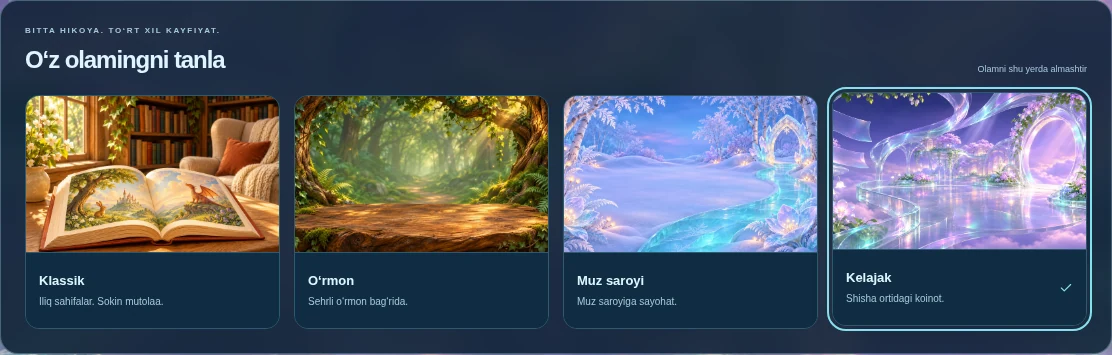 BITTA HIKOYA. TO‘RT XIL KAYFIYAT.
O‘z olamingni tanla
Olamni shu yerda almashtir
Klassik
Iliq sahifalar. Sokin mutolaa.
O‘rmon
Sehrli o‘rmon bag‘rida.
Muz saroyi
Muz saroyiga sayohat.
Kelajak
Shisha ortidagi koinot.